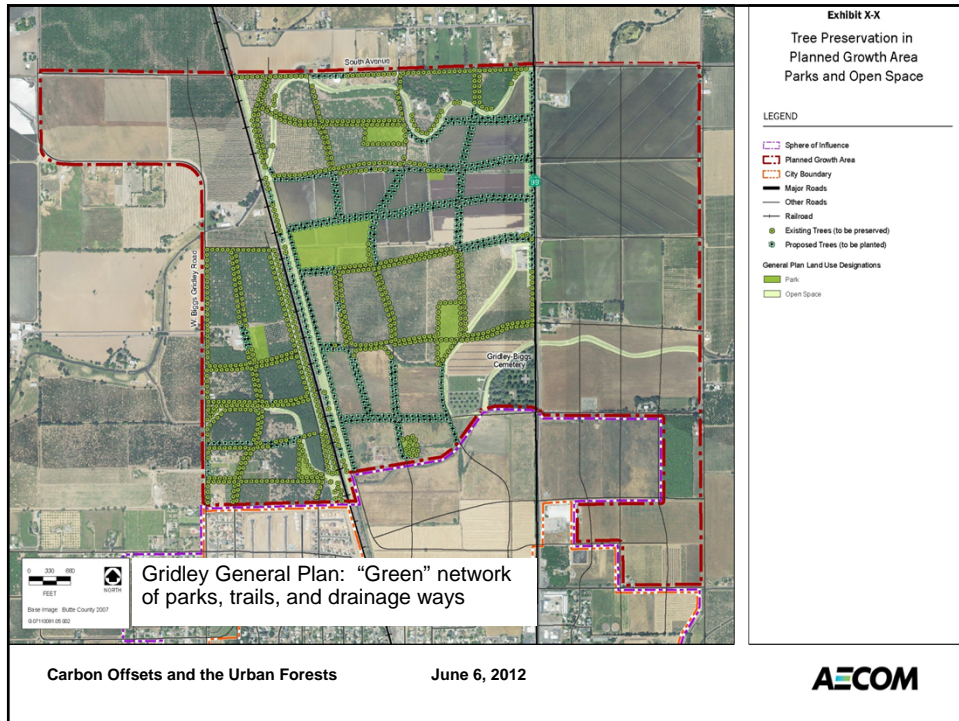 Exhibit X-X
Tree Preservation in
Planned Growth Area
Parks and Open Space
LEGEND
Sphere of Influence
Planned Growth Area
City Boundary
Major Roads
Other Roads
Railroad
Existing Trees (to be preserved)
Proposed Trees (to be planted)
General Plan Land Use Designations
Park
Open Space
South Avenue
99
W. Biggs Gridley Road
Gridley-Biggs
Cemetery
0 330 660
FEET
NORTH
Base Image: Butte County 2007
Gridley General Plan: “Green” network
of parks, trails, and drainage ways
Carbon Offsets and the Urban Forests
June 6, 2012
AECOM